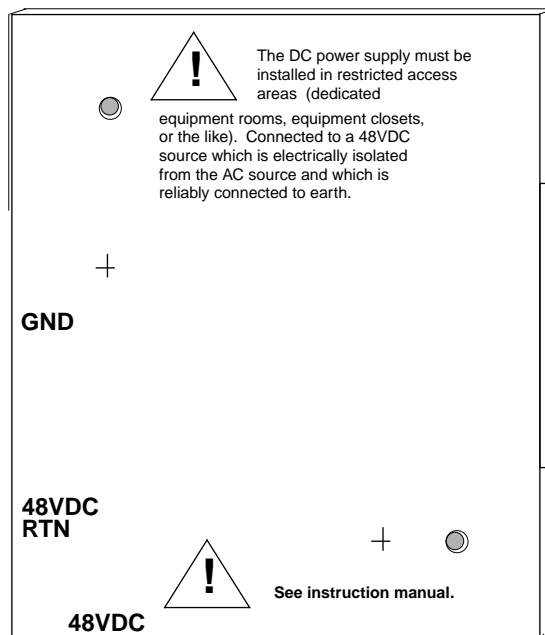 !
The DC power supply must be
installed in restricted access
areas (dedicated
equipment rooms, equipment closets,
or the like). Connected to a 48VDC
source which is electrically isolated
from the AC source and which is
reliably connected to earth.
GND
48VDC
RTN
!
See instruction manual.
48VDC